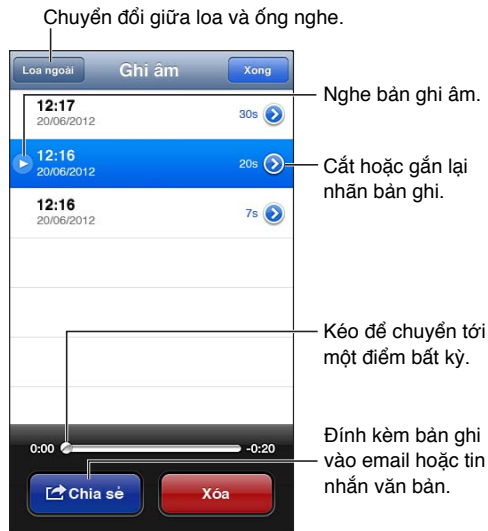 Chuyển đổi giữa loa và ống nghe.
Loa ngoài
Ghi âm
Xong
12:17
20/06/2012
30s
Nghe bản ghi âm.
12:16
20/06/2012
20s
Cắt hoặc gắn lại
nhãn bản ghi.
12:16
20/06/2012
7s
Kéo để chuyển tới
một điểm bất kỳ.
0:00
-0:20
Đính kèm bản ghi
vào email hoặc tin
nhắn văn bản.
Chia sẻ
Xóa